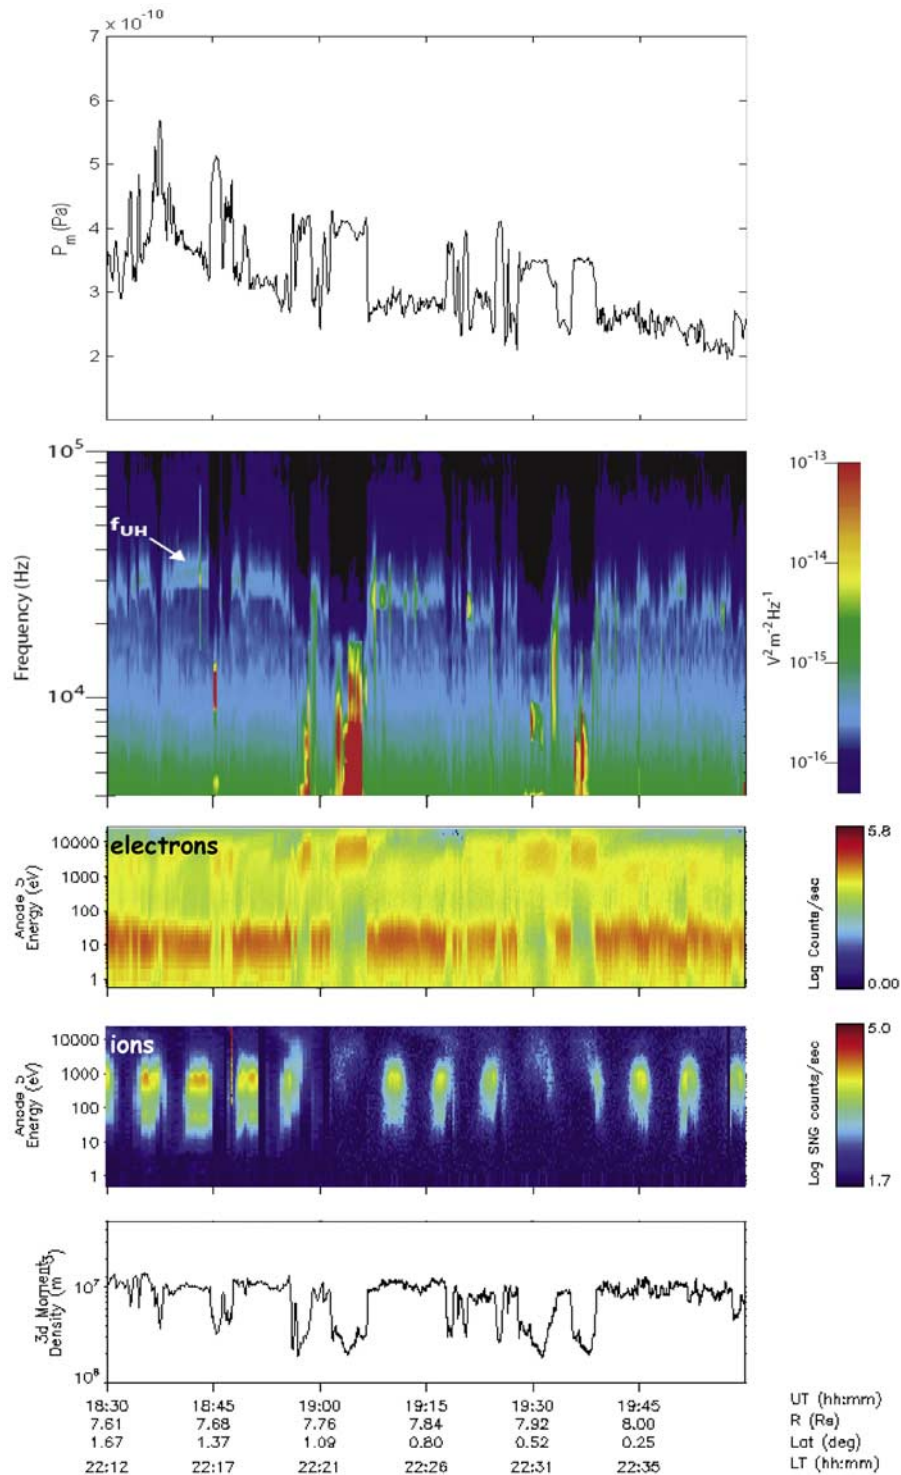 7 × 10⁻¹⁰
6
5
4
3
2
Pₘ (Pa)
10⁵
10⁴
Frequency (Hz)
fUH
10⁻¹³
10⁻¹⁴
10⁻¹⁵
10⁻¹⁶
V²m⁻²Hz⁻¹
electrons
10000
1000
100
10
1
Anode 5
Energy (eV)
5.8
0.00
Log Counts/sec
ions
10000
1000
100
10
1
Anode 5
Energy (eV)
5.0
1.7
Log SNG counts/sec
10⁷
10⁶
3d Moment
Density (m⁻³)
18:30 18:45 19:00 19:15 19:30 19:45 UT (hh:mm)
7.61 7.68 7.76 7.84 7.92 8.00 R (Rs)
1.67 1.37 1.09 0.80 0.52 0.25 Lat (deg)
22:12 22:17 22:21 22:26 22:31 22:35 LT (hh:mm)